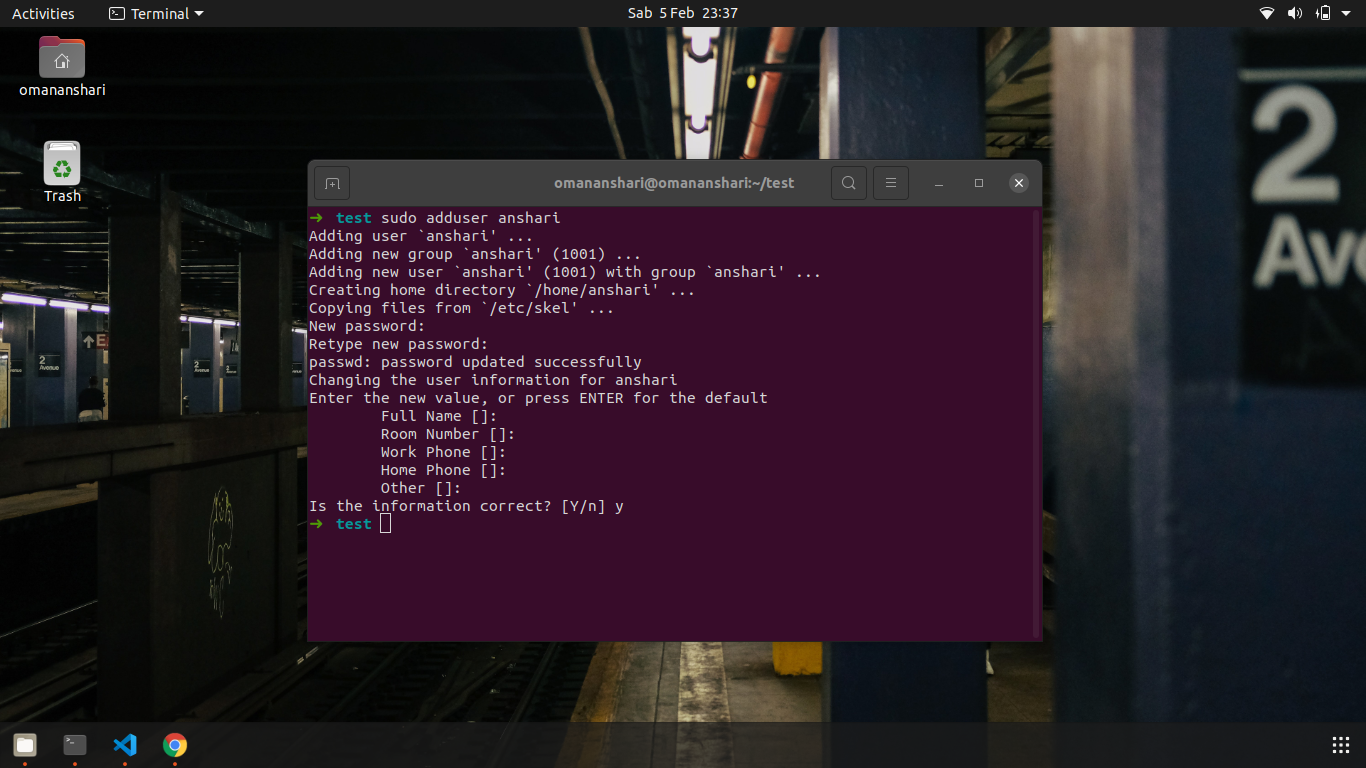 Activities
Terminal
Sab 5 Feb 23:37
omananshari
Trash
omananshari@omananshari:~/test
➜ test sudo adduser anshari
Adding user `anshari' ...
Adding new group `anshari' (1001) ...
Adding new user `anshari' (1001) with group `anshari' ...
Creating home directory `/home/anshari' ...
Copying files from `/etc/skel' ...
New password:
Retype new password:
passwd: password updated successfully
Changing the user information for anshari
Enter the new value, or press ENTER for the default
Full Name []:
Room Number []:
Work Phone []:
Home Phone []:
Other []:
Is the information correct? [Y/n] y
➜ test
2
Ave
2
Avenue
2
Avenue